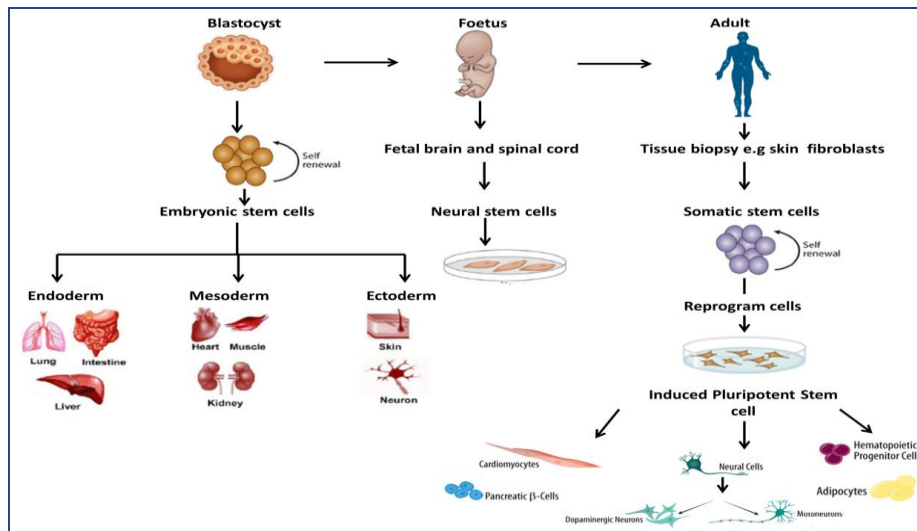 Blastocyst
Foetus
Adult
Self
renewal
Fetal brain and spinal cord
Tissue biopsy e.g skin fibroblasts
Embryonic stem cells
Neural stem cells
Somatic stem cells
Self
renewal
Endoderm
Mesoderm
Ectoderm
Reprogram cells
Lung
Intestine
Heart
Muscle
Skin
Liver
Kidney
Neuron
Induced Pluripotent Stem
cell
Cardiomyocytes
Neural Cells
Hematopoietic
Progenitor Cell
Pancreatic β-Cells
Adipocytes
Dopaminergic Neurons
Motoneurons